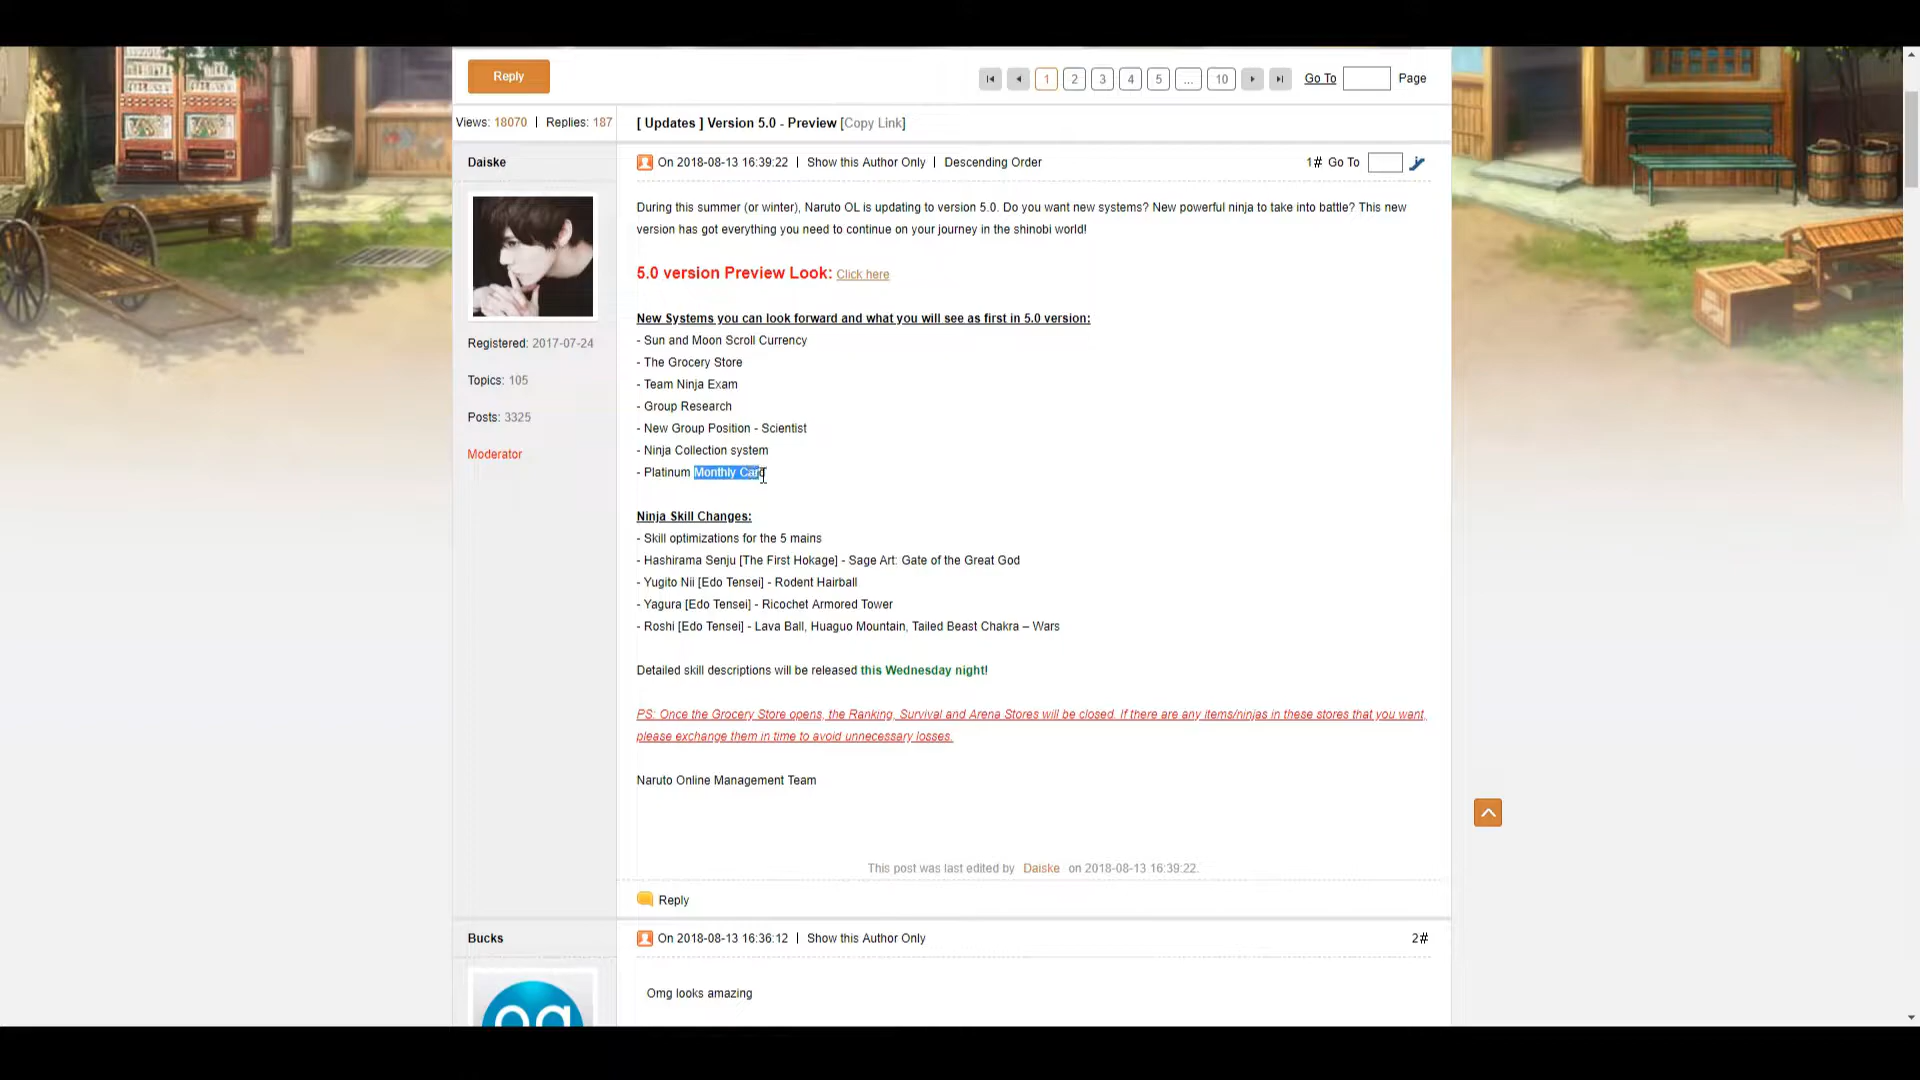 Reply
1 2 3 4 5 ... 10 Go To Page
Views: 18070 | Replies: 187
[ Updates ] Version 5.0 - Preview [Copy Link]
Daiske
On 2018-08-13 16:39:22 | Show this Author Only | Descending Order
1# Go To
During this summer (or winter), Naruto OL is updating to version 5.0. Do you want new systems? New powerful ninja to take into battle? This new
version has got everything you need to continue on your journey in the shinobi world!
5.0 version Preview Look: Click here
Registered: 2017-07-24
Topics: 105
Posts: 3325
Moderator
New Systems you can look forward and what you will see as first in 5.0 version:
- Sun and Moon Scroll Currency
- The Grocery Store
- Team Ninja Exam
- Group Research
- New Group Position - Scientist
- Ninja Collection system
- Platinum Monthly Card
Ninja Skill Changes:
- Skill optimizations for the 5 mains
- Hashirama Senju [The First Hokage] - Sage Art: Gate of the Great God
- Yugito Nii [Edo Tensei] - Rodent Hairball
- Yagura [Edo Tensei] - Ricochet Armored Tower
- Roshi [Edo Tensei] - Lava Ball, Huaguo Mountain, Tailed Beast Chakra – Wars
Detailed skill descriptions will be released this Wednesday night!
PS: Once the Grocery Store opens, the Ranking, Survival and Arena Stores will be closed. If there are any items/ninjas in these stores that you want,
please exchange them in time to avoid unnecessary losses.
Naruto Online Management Team
This post was last edited by Daiske on 2018-08-13 16:39:22.
Reply
Bucks
On 2018-08-13 16:36:12 | Show this Author Only
2#
Omg looks amazing